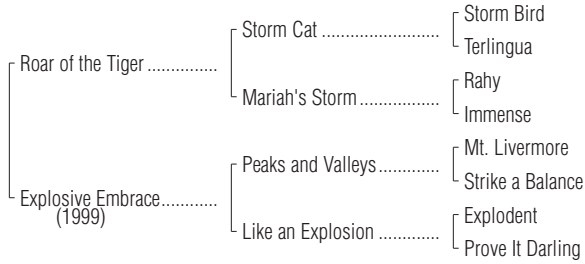 Storm Bird
Storm Cat ........................
Terlingua
Roar of the Tiger ..............
Rahy
Mariah's Storm ................
Immense
Mt. Livermore
Peaks and Valleys ............
Strike a Balance
Explosive Embrace ...........
(1999)
Explodent
Like an Explosion ............
Prove It Darling